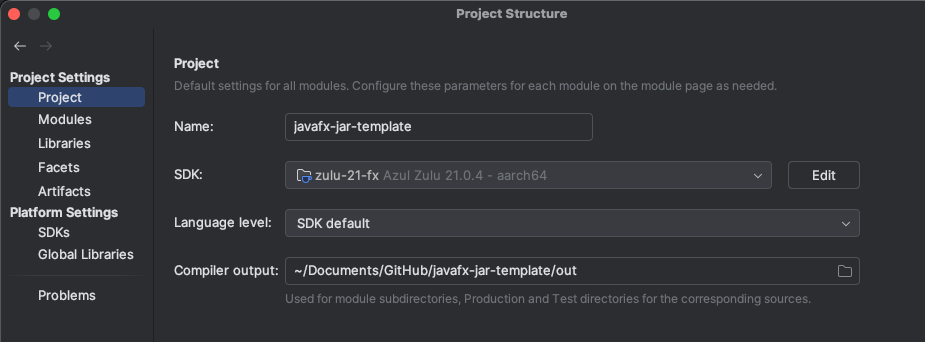 Project Structure
Project Settings
Project
Modules
Libraries
Facets
Artifacts
Platform Settings
SDKs
Global Libraries
Problems
Project
Default settings for all modules. Configure these parameters for each module on the module page as needed.
Name: javafx-jar-template
SDK: zulu-21-fx Azul Zulu 21.0.4 - aarch64 Edit
Language level: SDK default
Compiler output: ~/Documents/GitHub/javafx-jar-template/out
Used for module subdirectories, Production and Test directories for the corresponding sources.